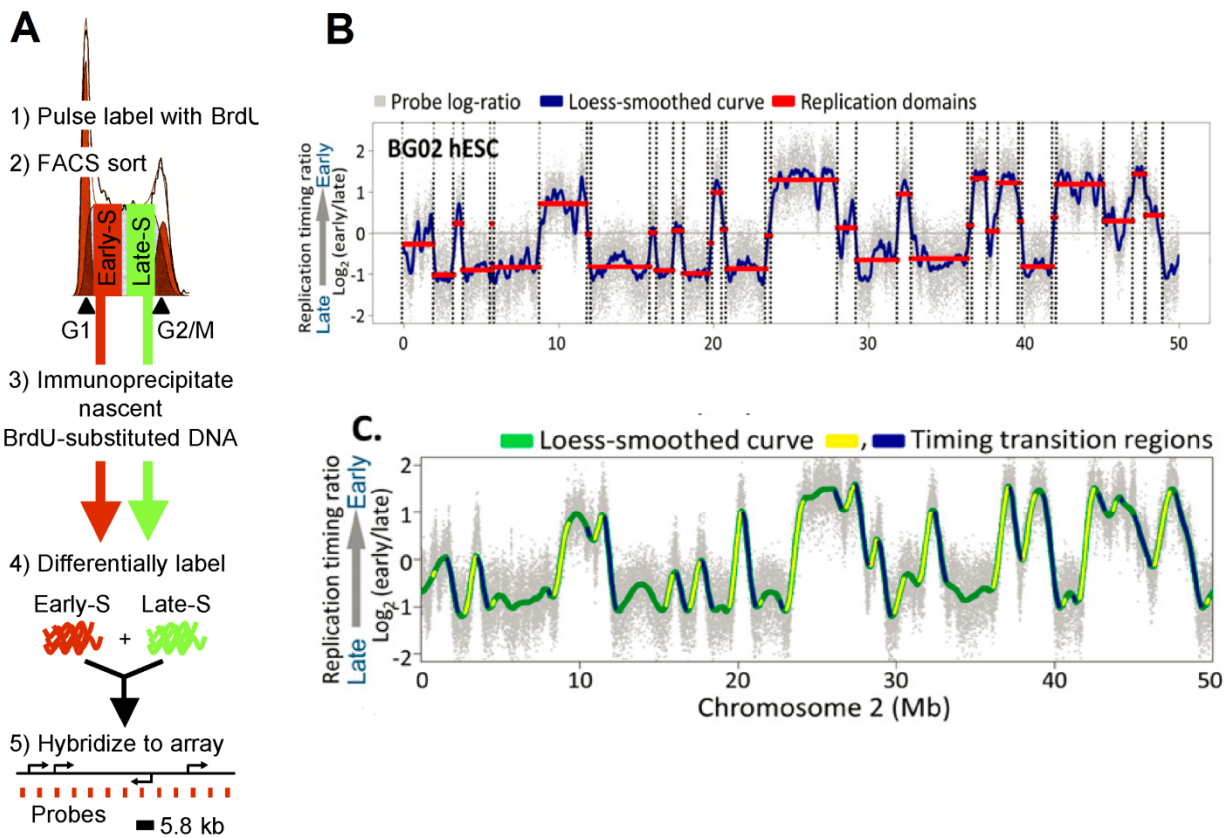 A
1) Pulse label with BrdU
2) FACS sort
Early-S
Late-S
G1
G2/M
3) Immunoprecipitate
nascent
BrdU-substituted DNA
4) Differentially label
Early-S
Late-S
+
5) Hybridize to array
Probes
5.8 kb
B
Probe log-ratio
Loess-smoothed curve
Replication domains
BG02 hESC
Replication timing ratio
Late
Early
Log2 (early/late)
2
1
0
-1
-2
0 10 20 30 40 50
C.
Loess-smoothed curve
, Timing transition regions
Replication timing ratio
Late
Early
Log2 (early/late)
2
1
0
-1
-2
0 10 20 30 40 50
Chromosome 2 (Mb)